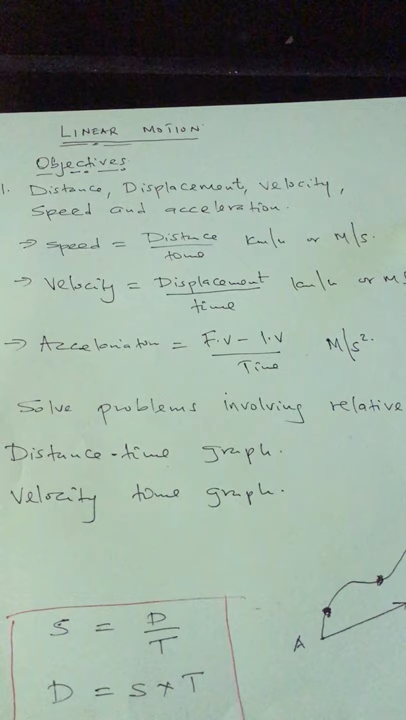 LINEAR MOTION
Objectives
1. Distance, Displacement, velocity,
Speed and acceleration.
→ Speed = Distance / time km/h or M/s.
→ Velocity = Displacement / time km/h or M/s
→ Acceleration = F.V - I.V / Time M/s².
Solve problems involving relative
Distance-time graph.
Velocity time graph.
A
S = D / T
D = S × T